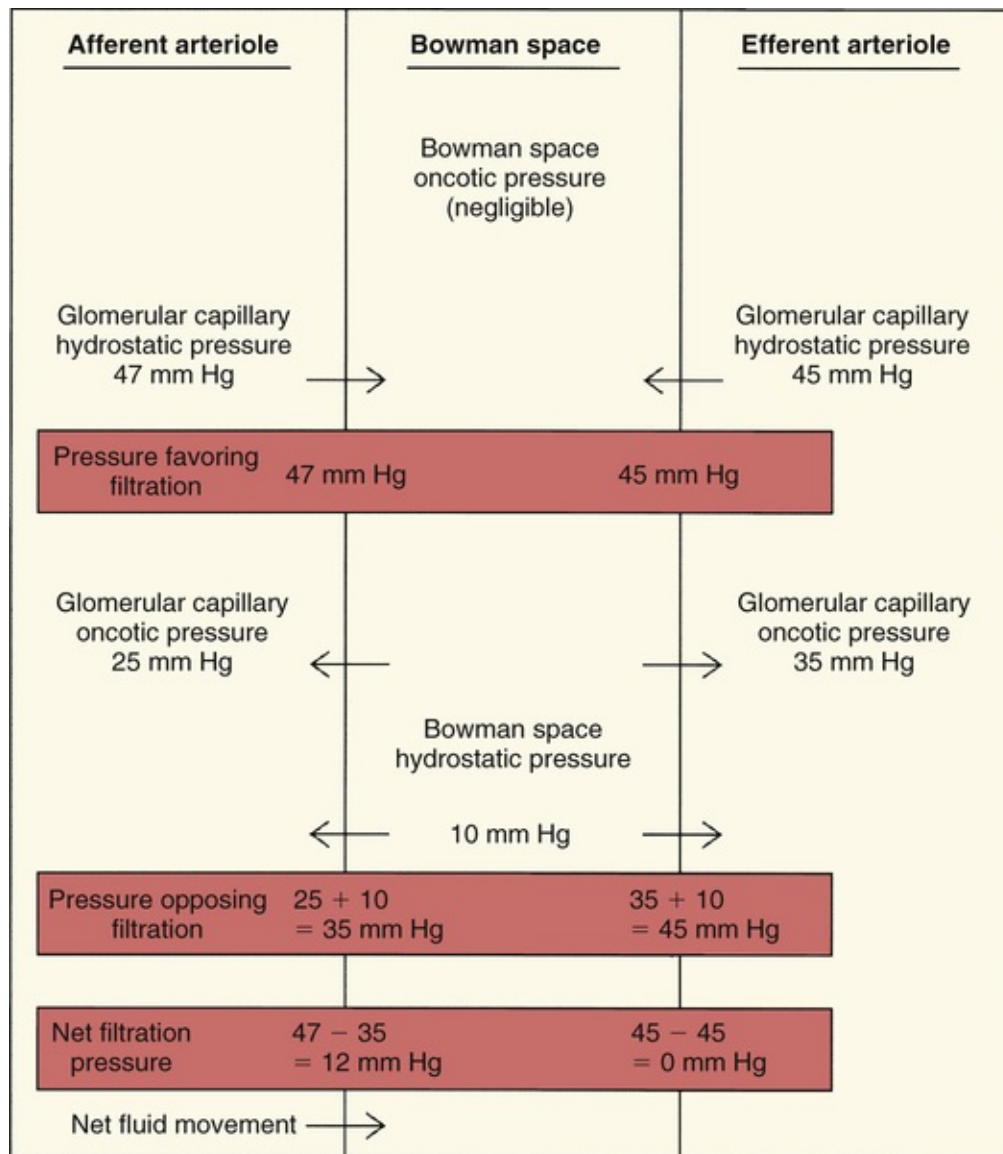 Afferent arteriole
Bowman space
Efferent arteriole
Bowman space
oncotic pressure
(negligible)
Glomerular capillary
hydrostatic pressure
47 mm Hg
Glomerular capillary
hydrostatic pressure
45 mm Hg
Pressure favoring
filtration
47 mm Hg
45 mm Hg
Glomerular capillary
oncotic pressure
25 mm Hg
Glomerular capillary
oncotic pressure
35 mm Hg
Bowman space
hydrostatic pressure
10 mm Hg
Pressure opposing
filtration
25 + 10
= 35 mm Hg
35 + 10
= 45 mm Hg
Net filtration
pressure
47 − 35
= 12 mm Hg
45 − 45
= 0 mm Hg
Net fluid movement